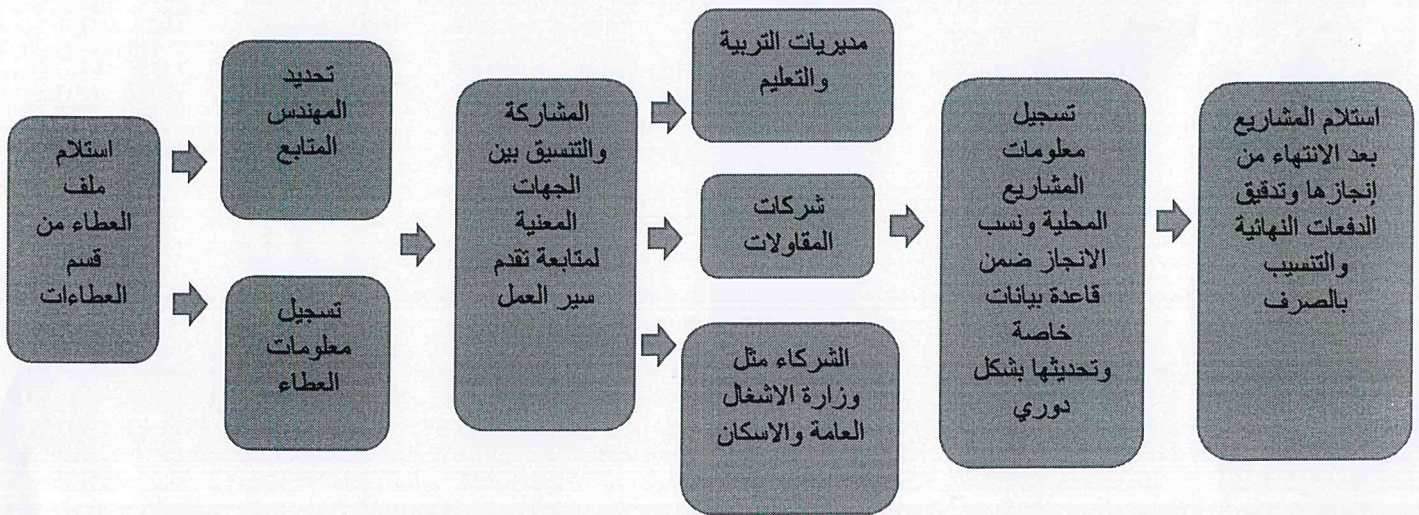 استلام
ملف
العطاء من
قسم
العطاءات
تحديد
المهندس
المتابع
تسجيل
معلومات
العطاء
المشاركة
والتنسيق بين
الجهات
المعنية
لمتابعة تقدم
سير العمل
مديريات التربية
والتعليم
شركات
المقاولات
الشركاء مثل
وزارة الاشغال
العامة والاسكان
تسجيل
معلومات
المشاريع
المحلية ونسب
الانجاز ضمن
قاعدة بيانات
خاصة
وتحديثها بشكل
دوري
استلام المشاريع
بعد الانتهاء من
إنجازها وتدقيق
الدفعات النهائية
والتنسيب
بالصرف